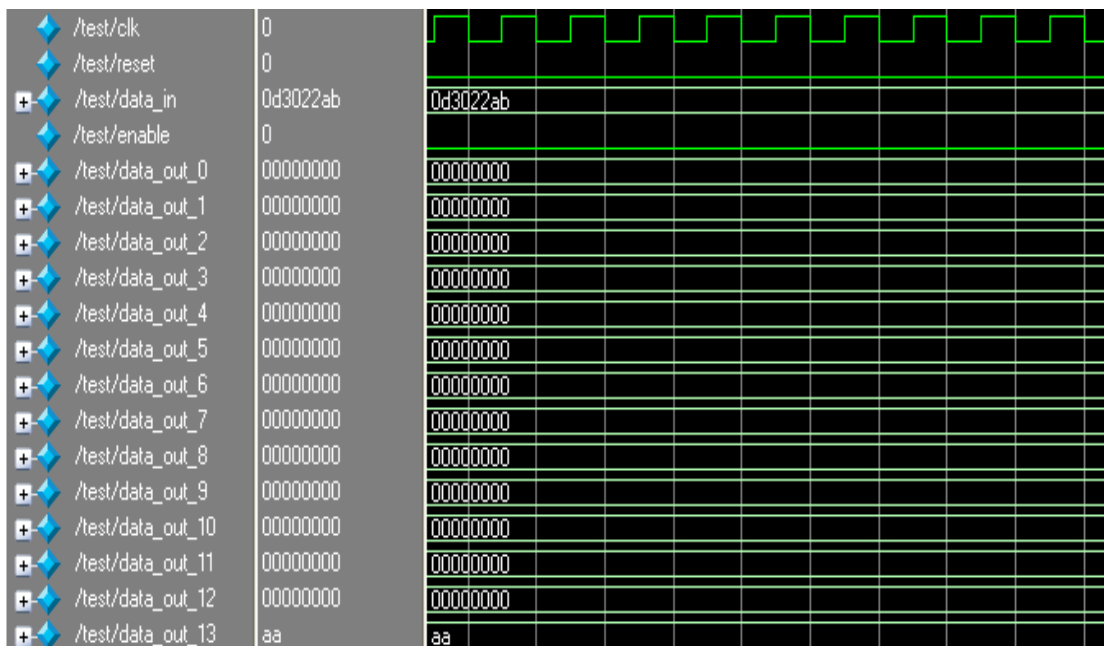 /test/clk 0
/test/reset 0
/test/data_in 0d3022ab 0d3022ab
/test/enable 0
/test/data_out_0 00000000 00000000
/test/data_out_1 00000000 00000000
/test/data_out_2 00000000 00000000
/test/data_out_3 00000000 00000000
/test/data_out_4 00000000 00000000
/test/data_out_5 00000000 00000000
/test/data_out_6 00000000 00000000
/test/data_out_7 00000000 00000000
/test/data_out_8 00000000 00000000
/test/data_out_9 00000000 00000000
/test/data_out_10 00000000 00000000
/test/data_out_11 00000000 00000000
/test/data_out_12 00000000 00000000
/test/data_out_13 aa aa